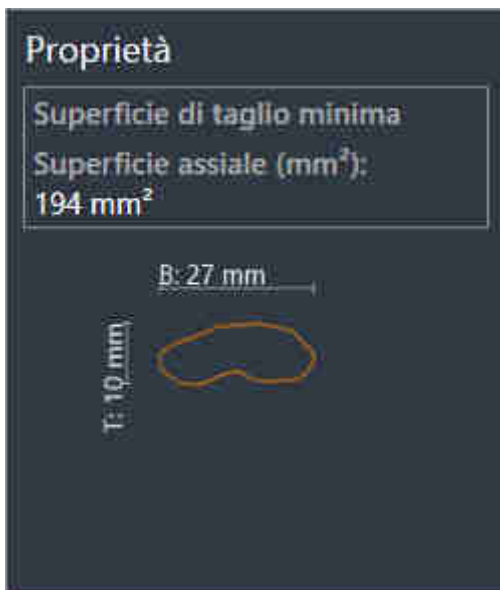 Proprietà
Superficie di taglio minima
Superficie assiale (mm²):
194 mm²
B: 27 mm
T: 10 mm